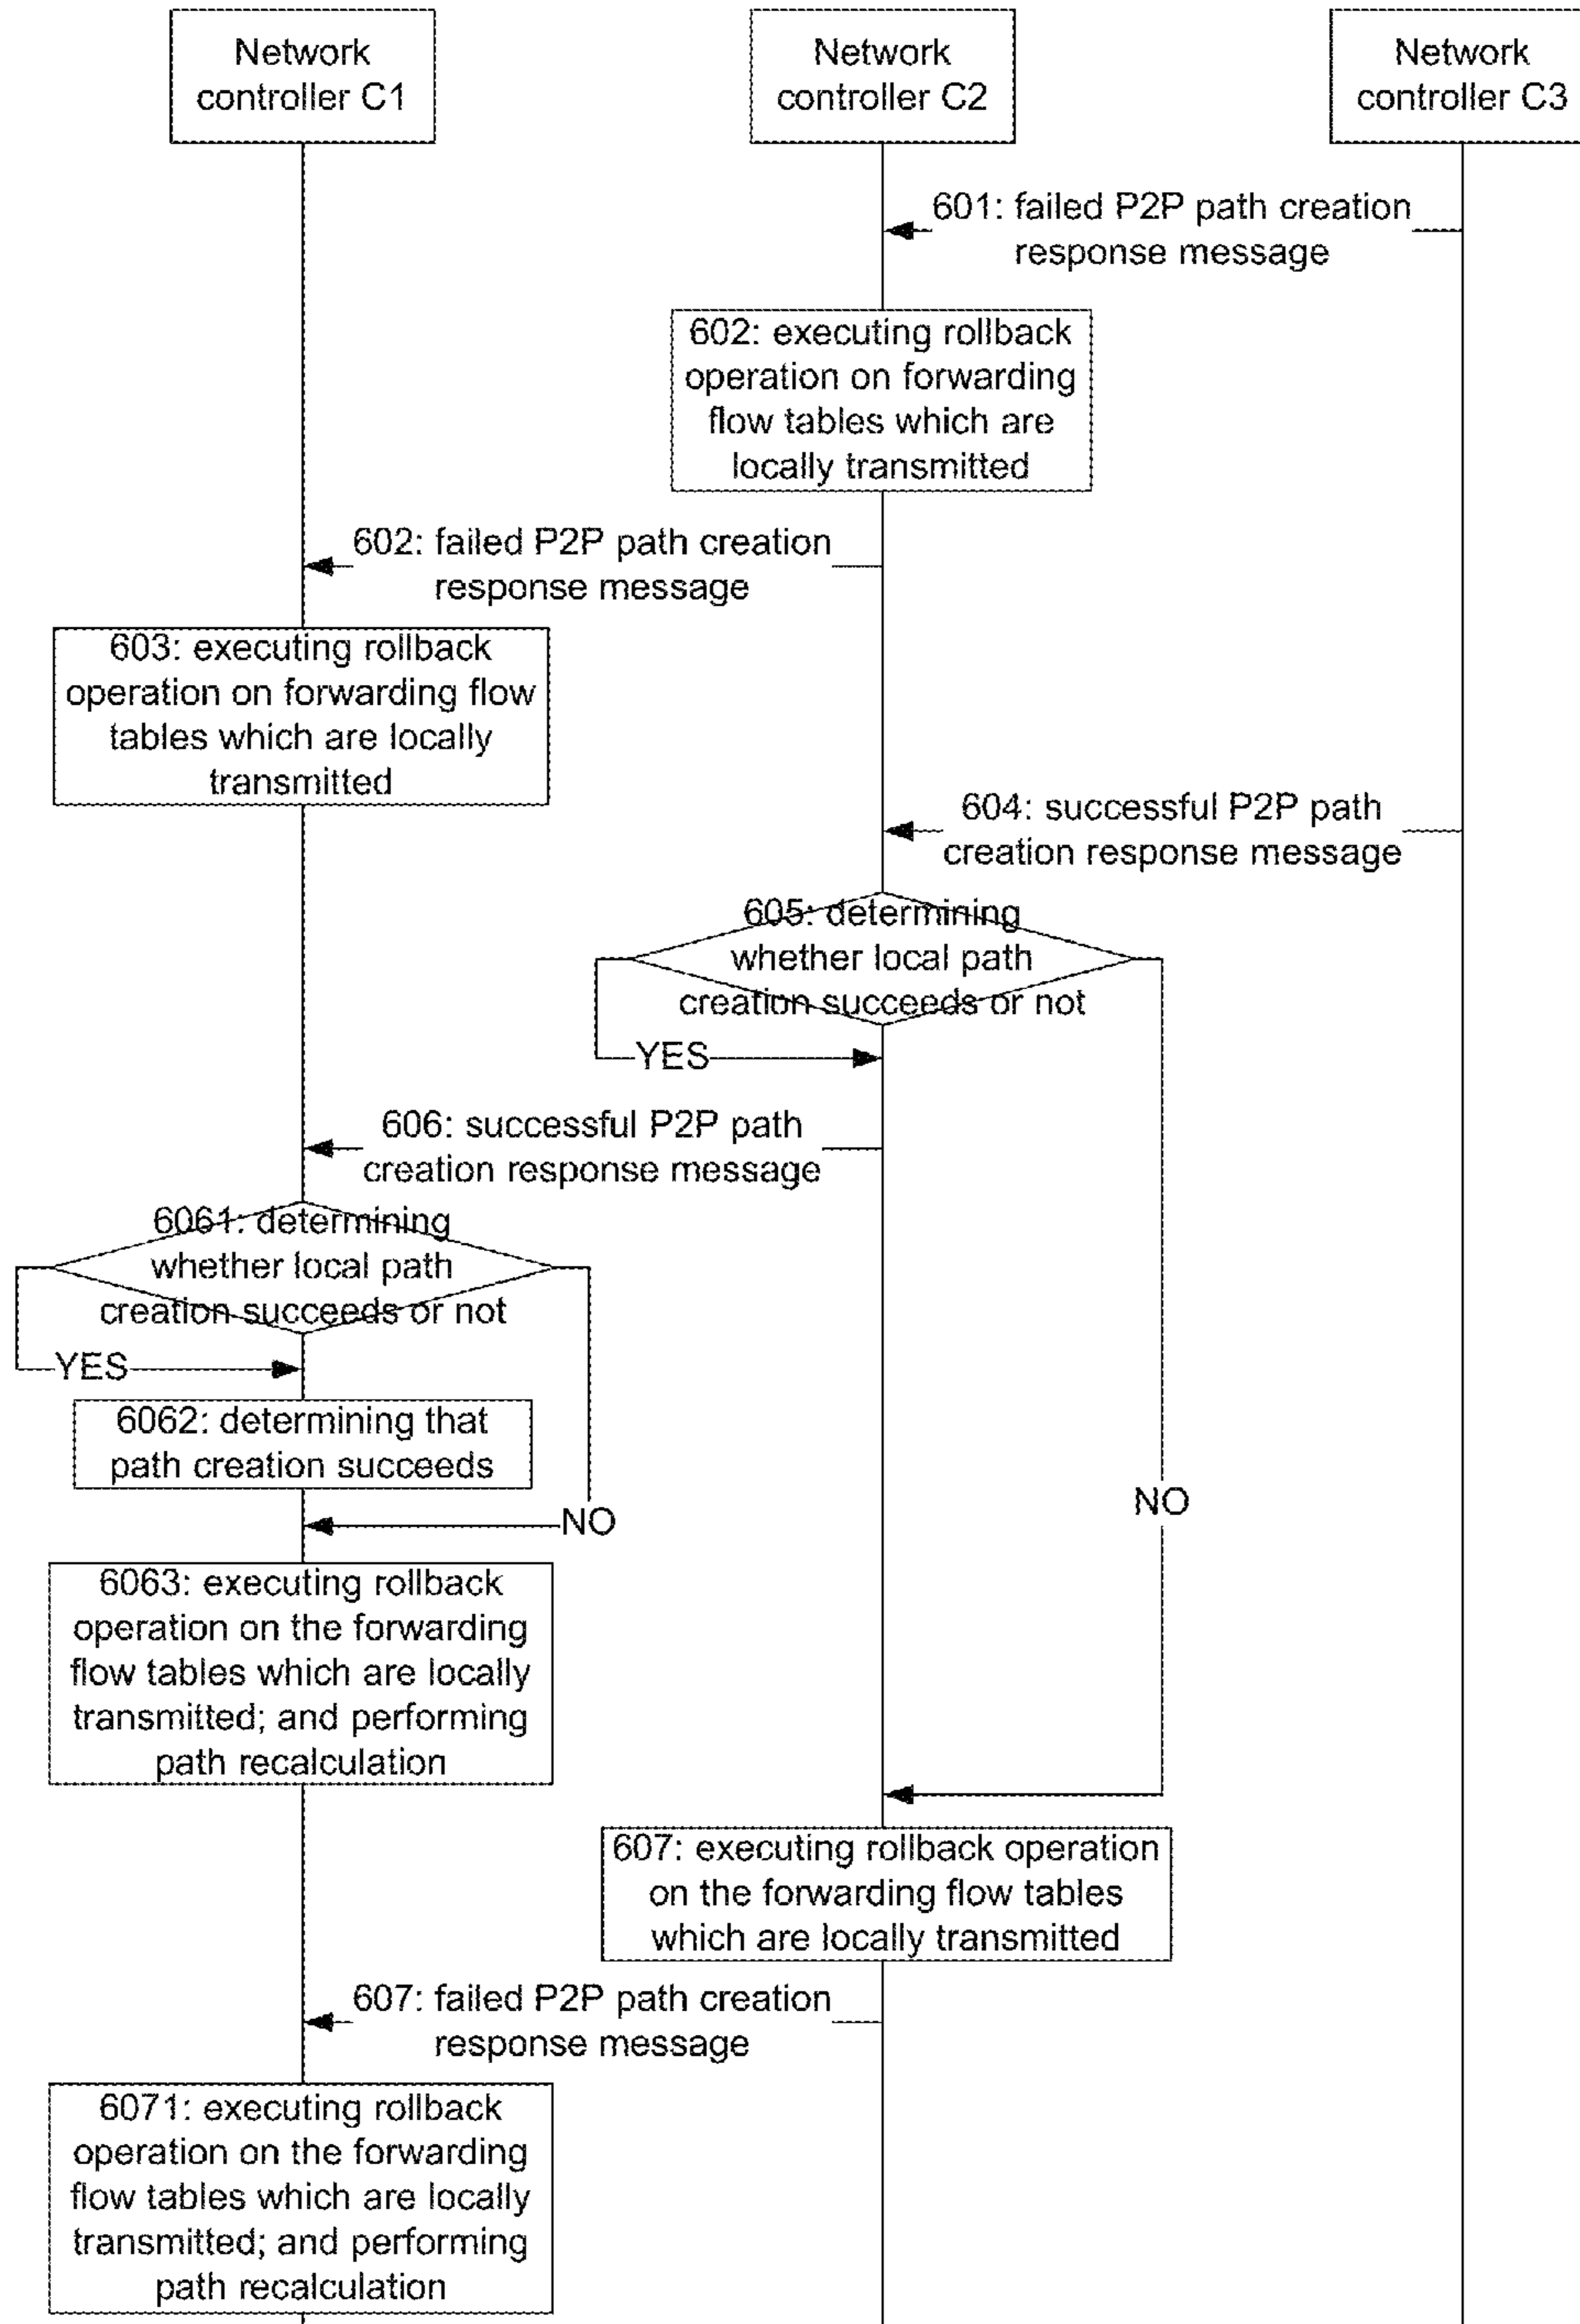 Network
controller C1
Network
controller C2
Network
controller C3
601: failed P2P path creation
response message
602: executing rollback
operation on forwarding
flow tables which are
locally transmitted
602: failed P2P path creation
response message
603: executing rollback
operation on forwarding flow
tables which are locally
transmitted
604: successful P2P path
creation response message
605: determining
whether local path
creation succeeds or not
YES
606: successful P2P path
creation response message
6061: determining
whether local path
creation succeeds or not
YES
6062: determining that
path creation succeeds
NO
NO
6063: executing rollback
operation on the forwarding
flow tables which are locally
transmitted; and performing
path recalculation
607: executing rollback operation
on the forwarding flow tables
which are locally transmitted
607: failed P2P path creation
response message
6071: executing rollback
operation on the forwarding
flow tables which are locally
transmitted; and performing
path recalculation